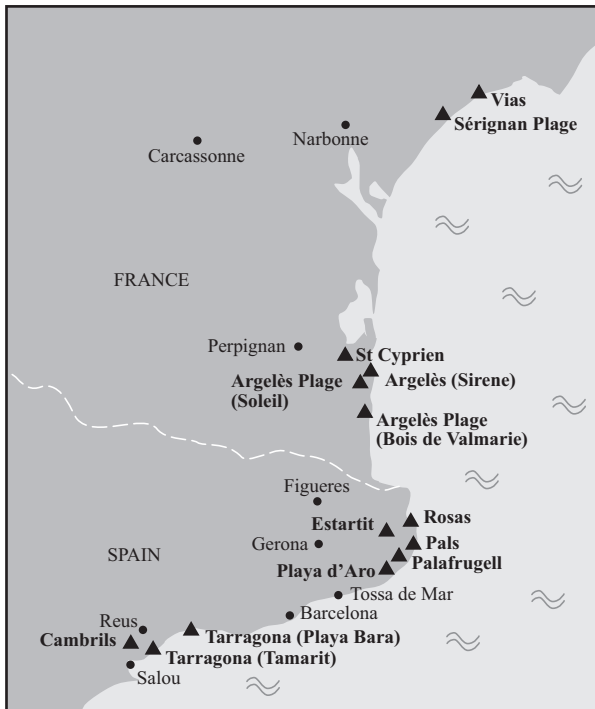 Vias
Sérignan Plage
Narbonne
Carcassonne
FRANCE
Perpignan
St Cyprien
Argelès Plage
(Soleil)
Argelès (Sirene)
Argelès Plage
(Bois de Valmarie)
Figueres
Estartit
Rosas
Gerona
Pals
SPAIN
Palafrugell
Playa d’Aro
Tossa de Mar
Barcelona
Reus
Cambrils
Tarragona (Playa Bara)
Tarragona (Tamarit)
Salou